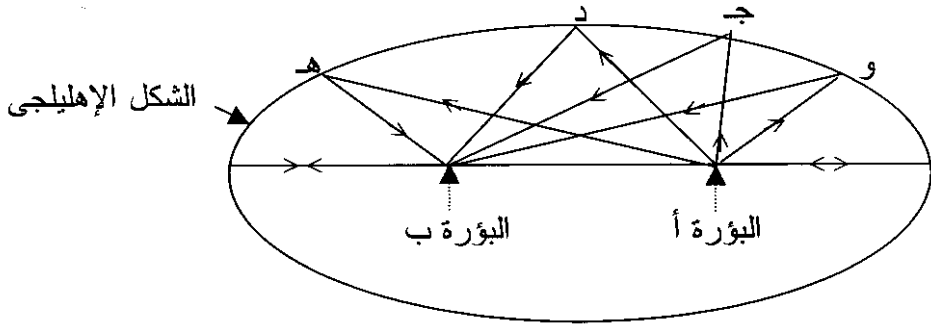 جـ
د
و
هـ
الشكل الإهليلجى
البؤرة أ
البؤرة ب